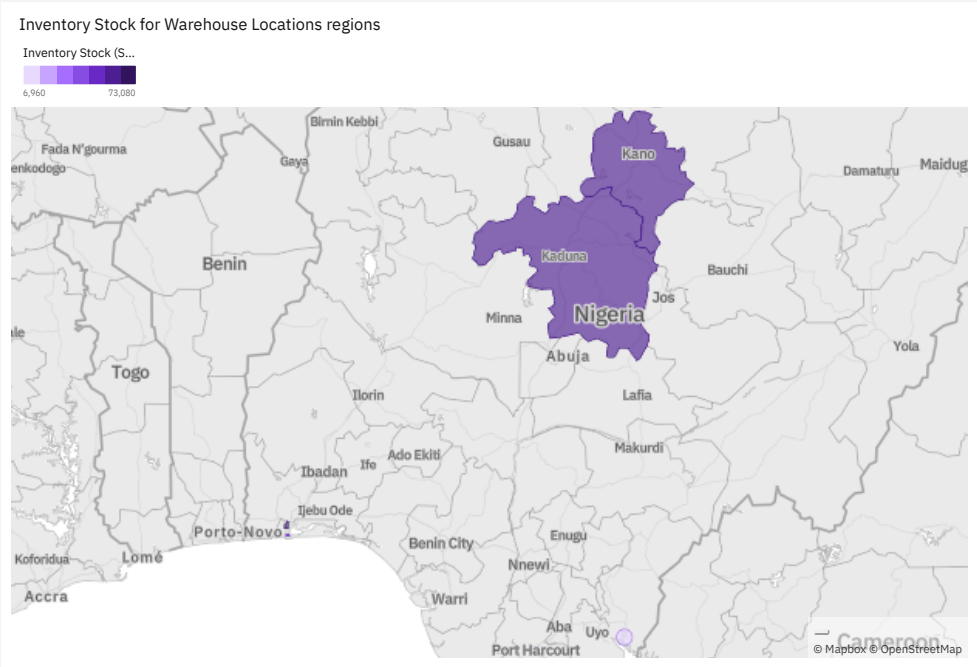 Inventory Stock for Warehouse Locations regions
Inventory Stock (S...
6,960 73,080
Birnin Kebbi
Fada N'gourma
Gusau
Kano
Gaya
enkodogo
Damaturu
Maidug
Benin
Kaduna
Bauchi
Jos
Minna
Nigeria
ale
Yola
Abuja
Togo
Ilorin
Lafia
Makurdi
Ado Ekiti
Ife
Ibadan
Ijebu Ode
Porto-Novo
Enugu
Benin City
Koforidua
Lomé
Nnewi
Accra
Warri
Aba
Uyo
Cameroon
Port Harcourt
© Mapbox © OpenStreetMap